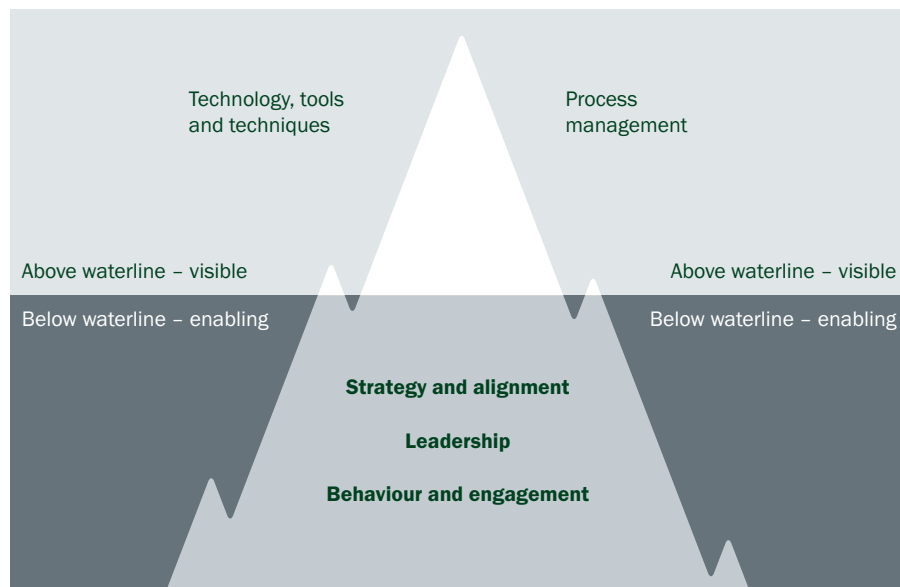 Technology, tools
and techniques
Process
management
Above waterline – visible
Above waterline – visible
Below waterline – enabling
Below waterline – enabling
Strategy and alignment
Leadership
Behaviour and engagement